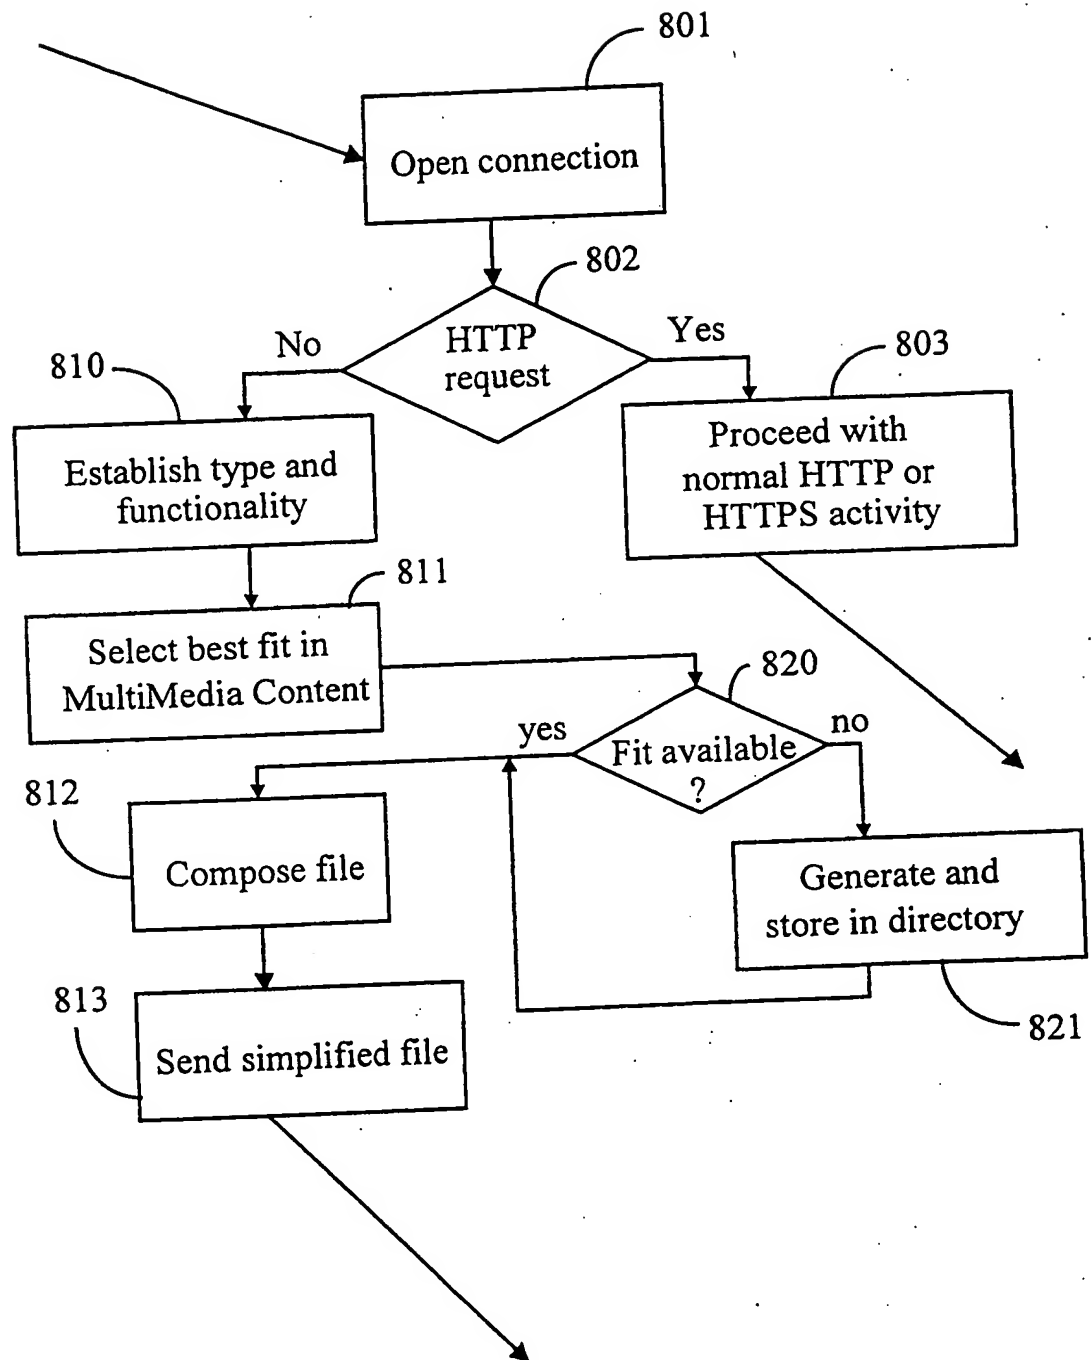 801
Open connection
802
HTTP
request
No
Yes
810
803
Establish type and
functionality
Proceed with
normal HTTP or
HTTPS activity
811
Select best fit in
MultiMedia Content
820
yes
no
Fit available
?
812
Compose file
Generate and
store in directory
813
821
Send simplified file